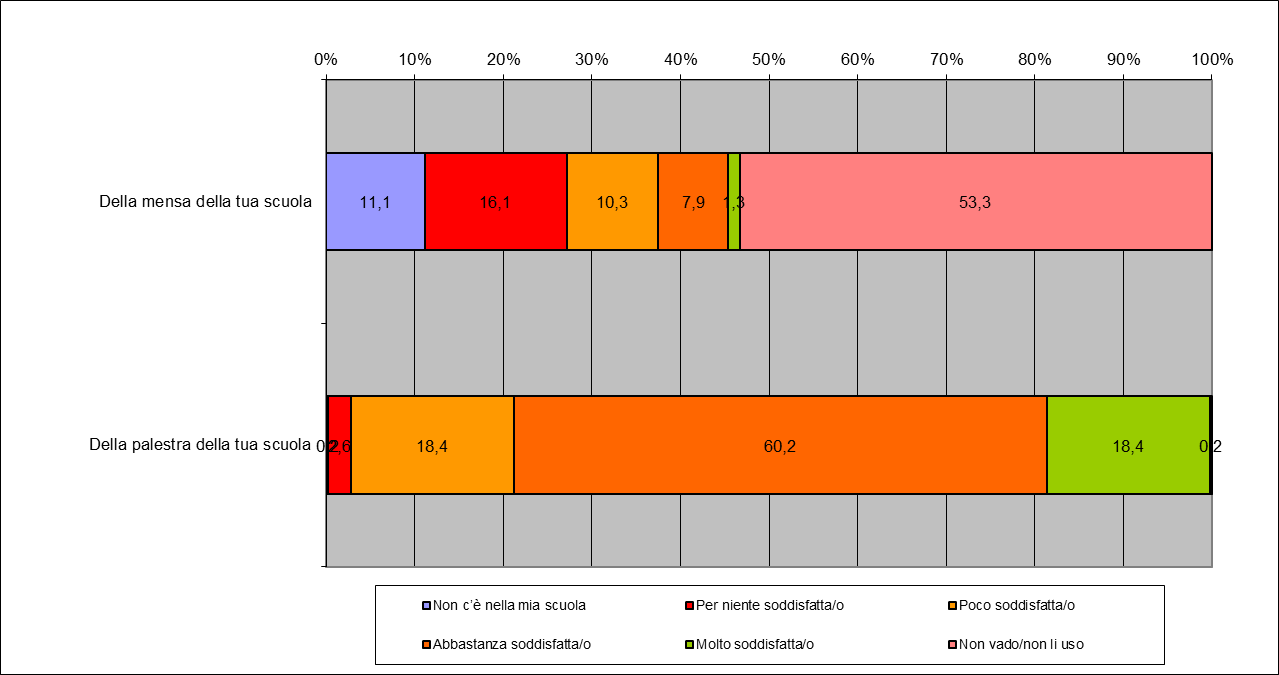 0% 10% 20% 30% 40% 50% 60% 70% 80% 90% 100%
Della mensa della tua scuola 11,1 16,1 10,3 7,9 1,3 53,3
Della palestra della tua scuola 0,2 2,6 18,4 60,2 18,4 0,2
Non c'è nella mia scuola Per niente soddisfatta/o Poco soddisfatta/o
Abbastanza soddisfatta/o Molto soddisfatta/o Non vado/non li uso